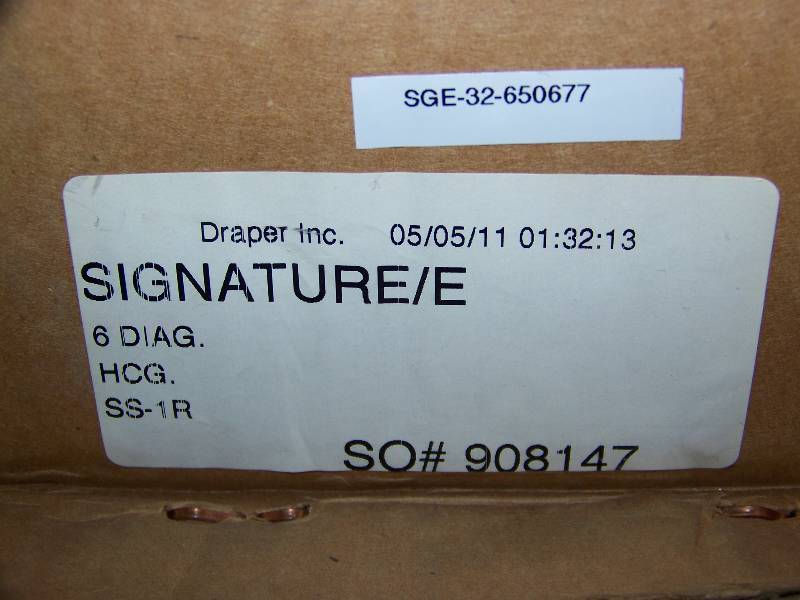 SGE-32-650677
Draper Inc. 05/05/11 01:32:13
SIGNATURE/E
6 DIAG.
HCG.
SS-1R
SO# 908147